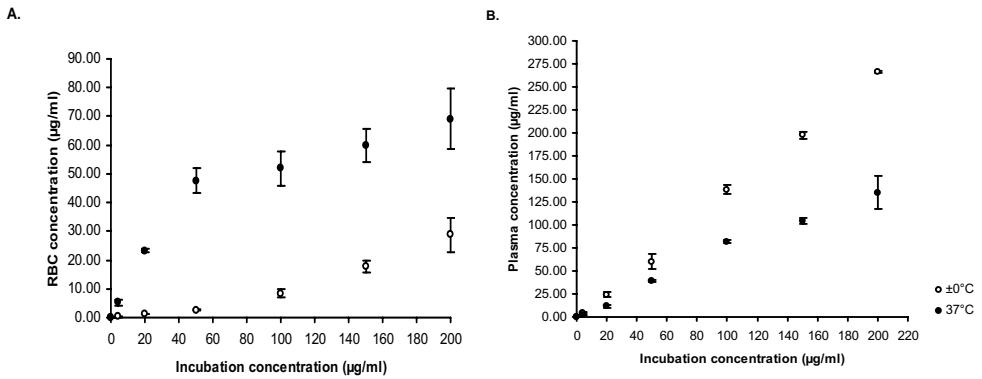 A.
RBC concentration (µg/ml)
90.00
80.00
70.00
60.00
50.00
40.00
30.00
20.00
10.00
0.00
0 20 40 60 80 100 120 140 160 180 200
Incubation concentration (µg/ml)
B.
Plasma concentration (µg/ml)
300.00
275.00
250.00
225.00
200.00
175.00
150.00
125.00
100.00
75.00
50.00
25.00
0.00
0 20 40 60 80 100 120 140 160 180 200 220
Incubation concentration (µg/ml)
±0°C
37°C